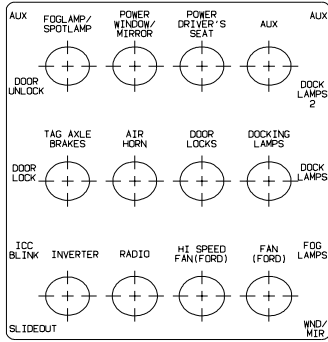 AUX
FOGLAMP/
SPOTLAMP
POWER
WINDOW/
MIRROR
POWER
DRIVER'S
SEAT
AUX
AUX
DOOR
UNLOCK
DOCK
LAMPS
2
TAG AXLE
BRAKES
AIR
HORN
DOOR
LOCKS
DOCKING
LAMPS
DOOR
LOCK
DOCK
LAMPS
ICC
BLINK
INVERTER
RADIO
HI SPEED
FAN(FORD)
FAN
(FORD)
FOG
LAMPS
SLIDEOUT
WND/
MIR